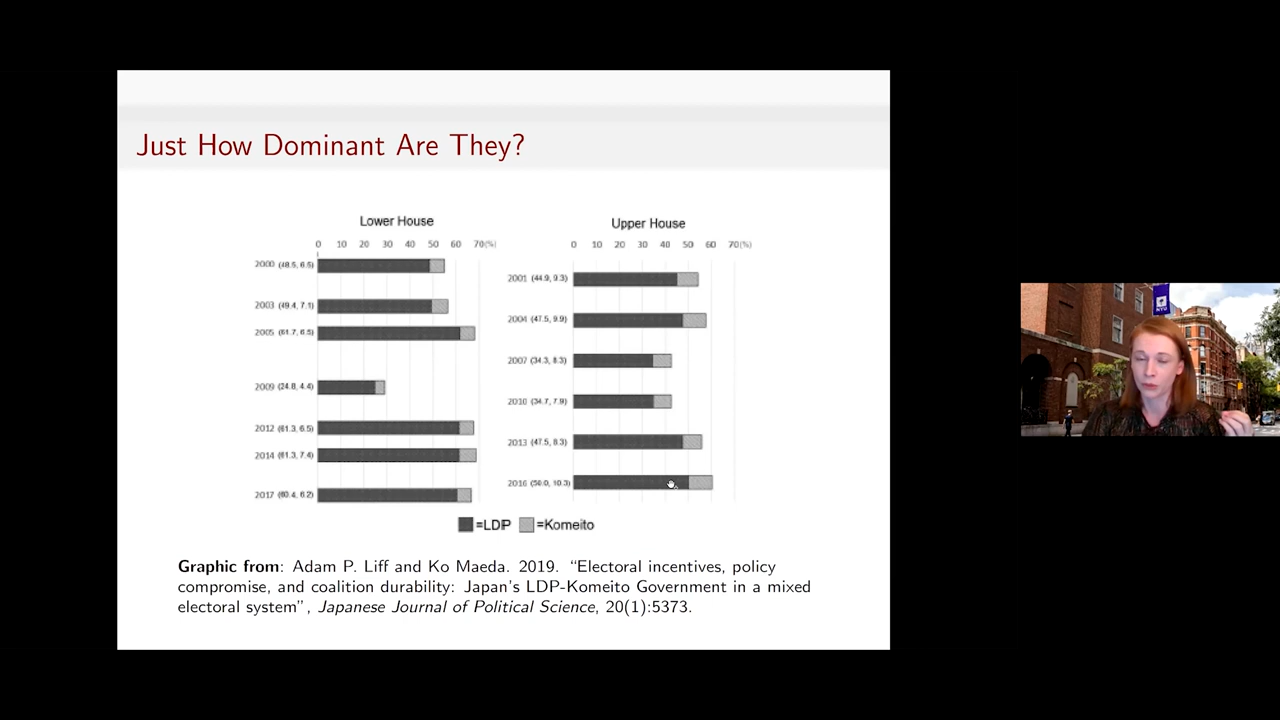 Just How Dominant Are They?
Lower House
0 10 20 30 40 50 60 70(%)
2000 (48.5, 6.5)
2003 (49.4, 7.1)
2005 (61.7, 6.5)
2009 (24.8, 4.4)
2012 (61.3, 6.5)
2014 (61.3, 7.4)
2017 (60.4, 6.2)
Upper House
0 10 20 30 40 50 60 70(%)
2001 (44.9, 9.3)
2004 (47.5, 9.9)
2007 (34.3, 8.3)
2010 (34.7, 7.9)
2013 (47.5, 8.3)
2016 (50.0, 10.3)
=LDP =Komeito
Graphic from: Adam P. Liff and Ko Maeda. 2019. “Electoral incentives, policy
compromise, and coalition durability: Japan’s LDP-Komeito Government in a mixed
electoral system”, Japanese Journal of Political Science, 20(1):5373.
NYU